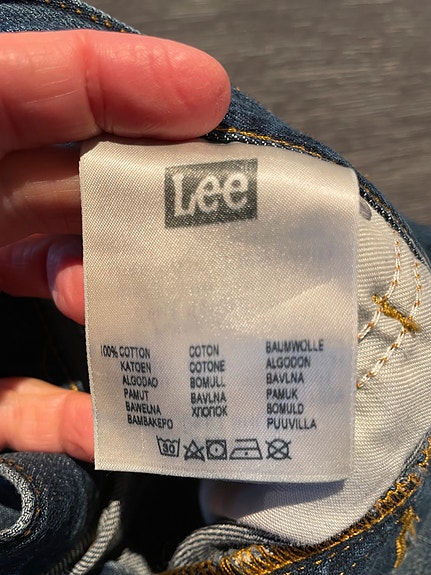 Lee
100% COTTON COTON BAUMWOLLE
KATOEN COTONE ALGODON
ALGODAO BOMULL BAVLNA
PAMUT BAVLNA PAMUK
BAWEŁNA ХЛОПОК BOMULD
BAMBAKEPO PUUVILLA
30